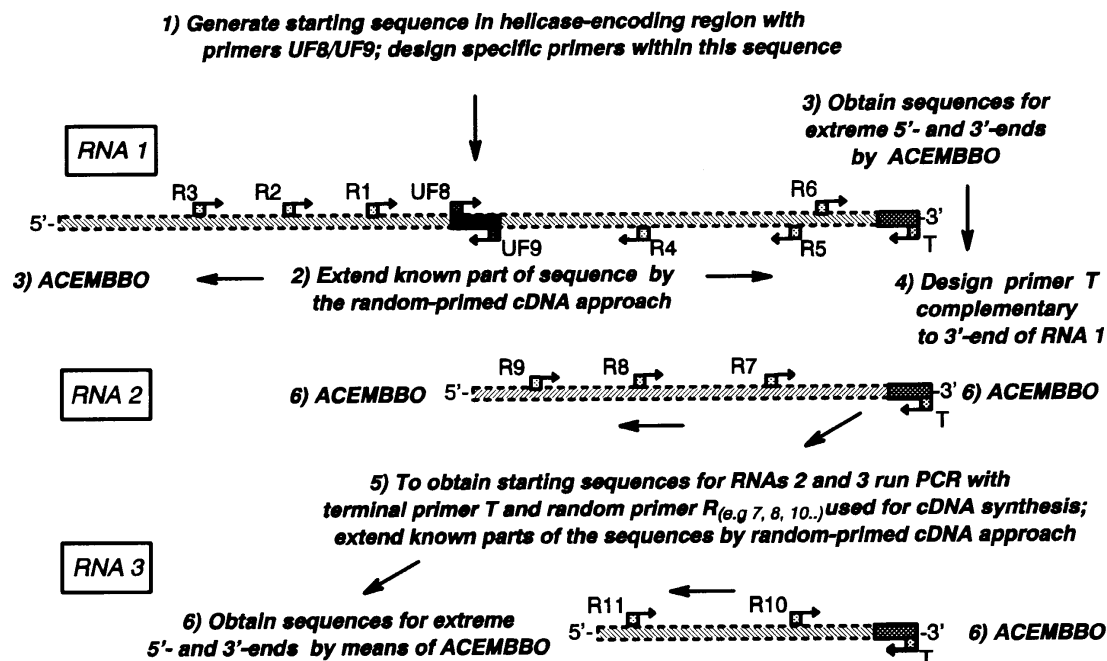 1) Generate starting sequence in helicase-encoding region with
primers UF8/UF9; design specific primers within this sequence
3) Obtain sequences for
extreme 5'- and 3'-ends
by ACEMBBO
RNA 1
R3
R2
R1
UF8
R6
5'-
-3'
UF9
R4
R5
T
3) ACEMBBO
2) Extend known part of sequence by
the random-primed cDNA approach
4) Design primer T
complementary
to 3'-end of RNA 1
R9
R8
R7
RNA 2
6) ACEMBBO
5'-
-3'
6) ACEMBBO
T
5) To obtain starting sequences for RNAs 2 and 3 run PCR with
terminal primer T and random primer R(e.g 7, 8, 10..) used for cDNA synthesis;
extend known parts of the sequences by random-primed cDNA approach
RNA 3
R11
R10
6) Obtain sequences for extreme
5'- and 3'-ends by means of ACEMBBO
5'-
-3'
6) ACEMBBO
T